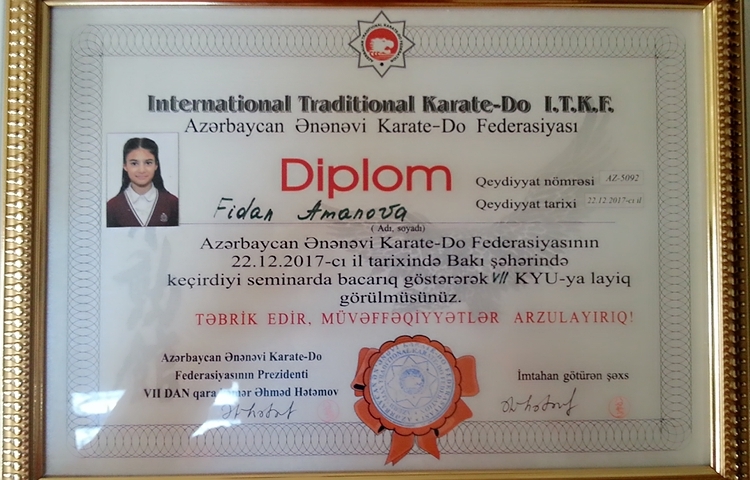 International Traditional Karate-Do I.T.K.F.
Azərbaycan Ənənəvi Karate-Do Federasiyası
Diplom
Qeydiyyat nömrəsi AZ-5092
Qeydiyyat tarixi 22.12.2017-ci il
Fidan Amanova
( Adı, soyadı)
Azərbaycan Ənənəvi Karate-Do Federasiyasının
22.12.2017-cı il tarixində Bakı şəhərində
keçirdiyi seminarda bacarıq göstərərək VII KYU-ya layiq
görülmüsünüz.
TƏBRİK EDİR, MÜVƏFFƏQİYYƏTLƏR ARZULAYIRIQ!
Azərbaycan Ənənəvi Karate-Do
Federasiyasının Prezidenti
VII DAN qara kəmər Əhməd Hətəmov
İmtahan götürən şəxs